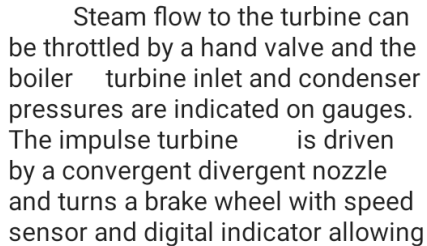 Steam flow to the turbine can
be throttled by a hand valve and the
boiler turbine inlet and condenser
pressures are indicated on gauges.
The impulse turbine is driven
by a convergent divergent nozzle
and turns a brake wheel with speed
sensor and digital indicator allowing